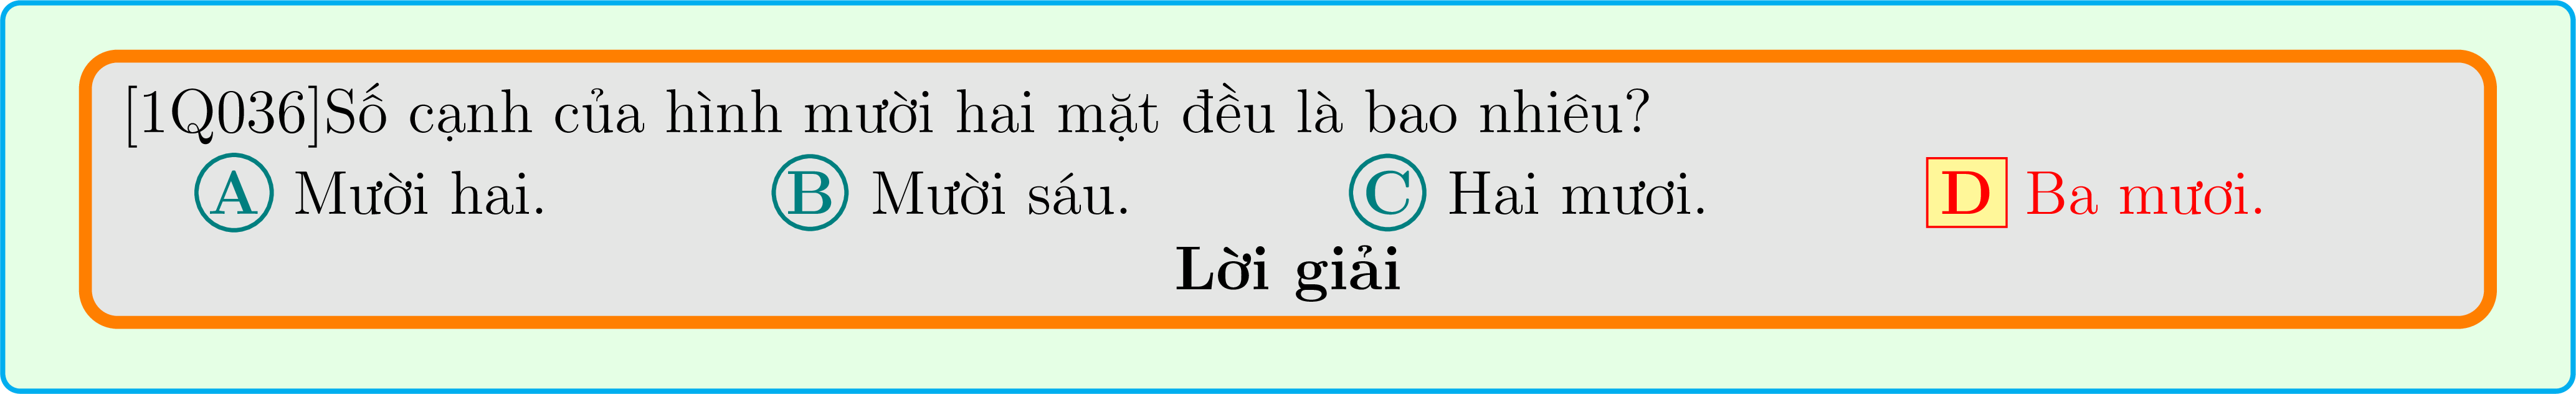 [1Q036]Số cạnh của hình mười hai mặt đều là bao nhiêu?
A Mười hai. B Mười sáu. C Hai mươi. D Ba mươi.
Lời giải